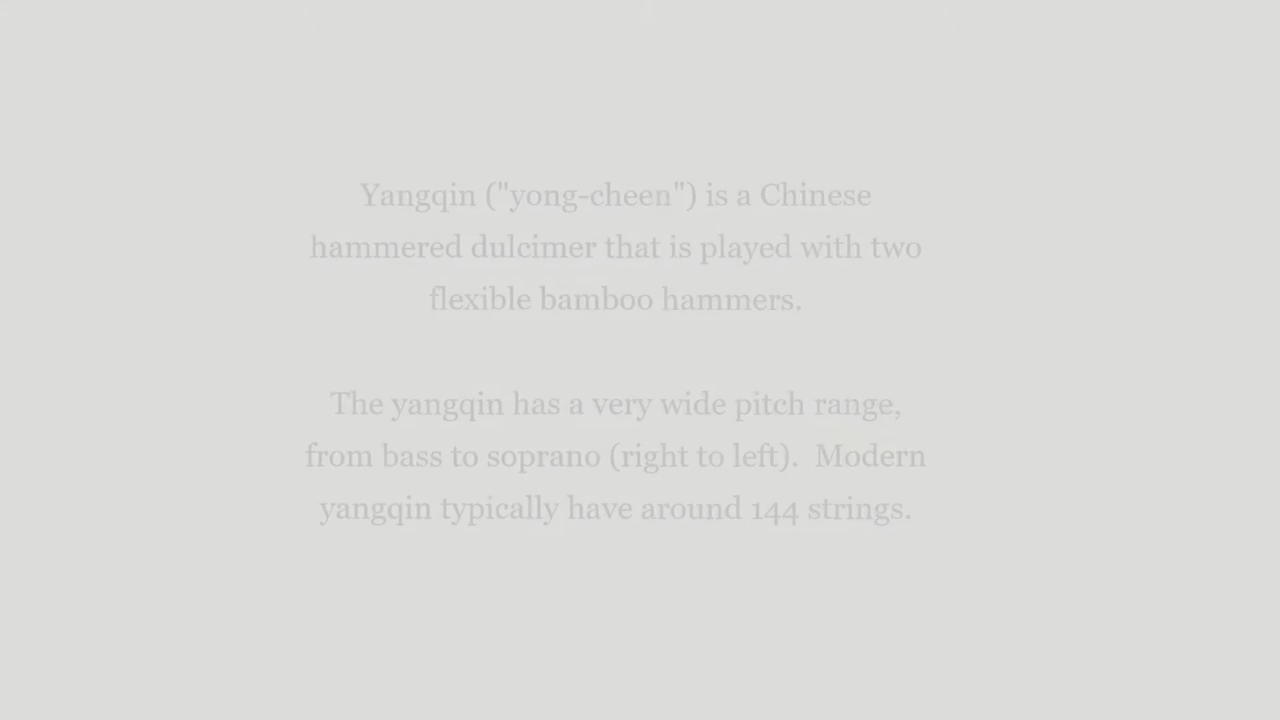 Yangqin ("yong-cheen") is a Chinese
hammered dulcimer that is played with two
flexible bamboo hammers.
The yangqin has a very wide pitch range,
from bass to soprano (right to left).  Modern
yangqin typically have around 144 strings.